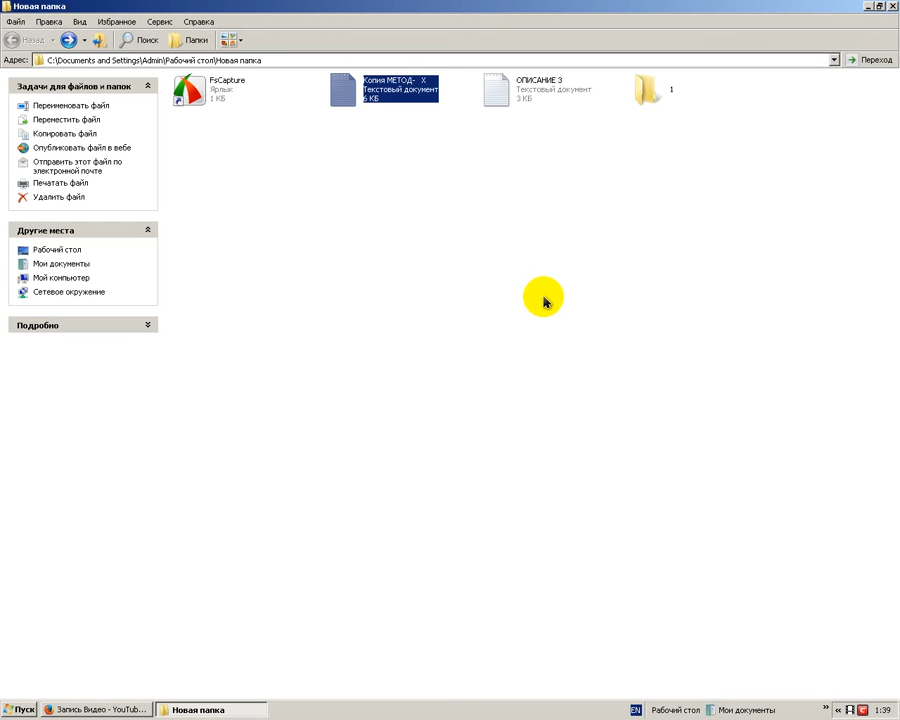 Новая папка
Файл Правка Вид Избранное Сервис Справка
Назад Поиск Папки
Адрес: C:\Documents and Settings\Admin\Рабочий стол\Новая папка Переход
Задачи для файлов и папок
Переименовать файл
Переместить файл
Копировать файл
Опубликовать файл в вебе
Отправить этот файл по
электронной почте
Печатать файл
Удалить файл
Другие места
Рабочий стол
Мои документы
Мой компьютер
Сетевое окружение
Подробно
FsCapture
Ярлык
1 КБ
Копия МЕТОД- X
Текстовый документ
6 КБ
ОПИСАНИЕ 3
Текстовый документ
3 КБ
1
Пуск Запись Видео - YouTub... Новая папка EN Рабочий стол Мои документы » « 1:39